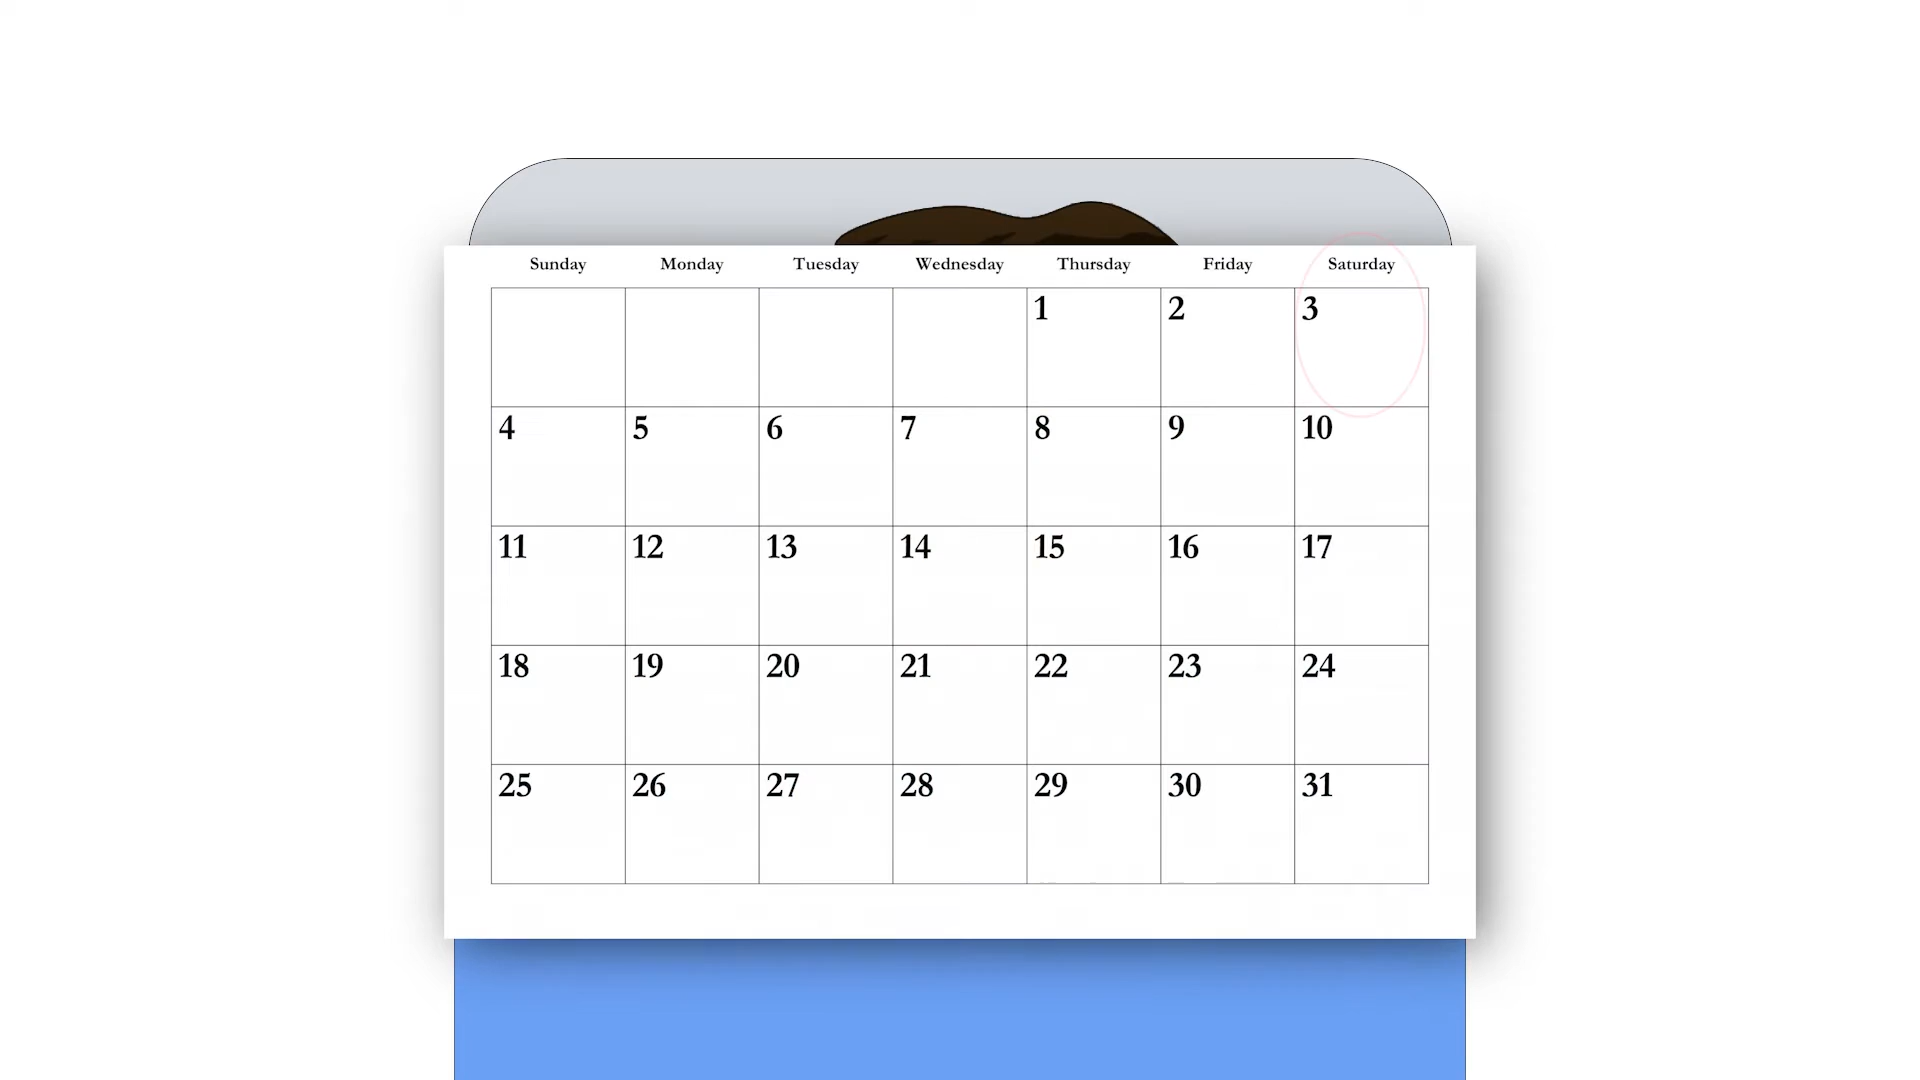 Sunday Monday Tuesday Wednesday Thursday Friday Saturday
1 2 3
4 5 6 7 8 9 10
11 12 13 14 15 16 17
18 19 20 21 22 23 24
25 26 27 28 29 30 31